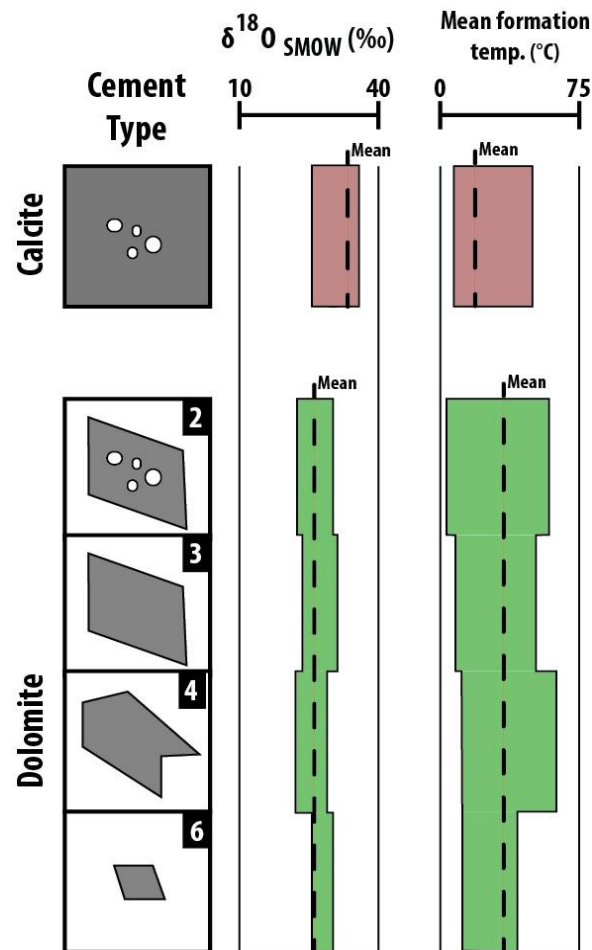 δ18O SMOW (‰)
Mean formation
temp. (°C)
Cement
Type
10
40
0
75
Mean
Mean
Calcite
Mean
Mean
Dolomite
2
3
4
6